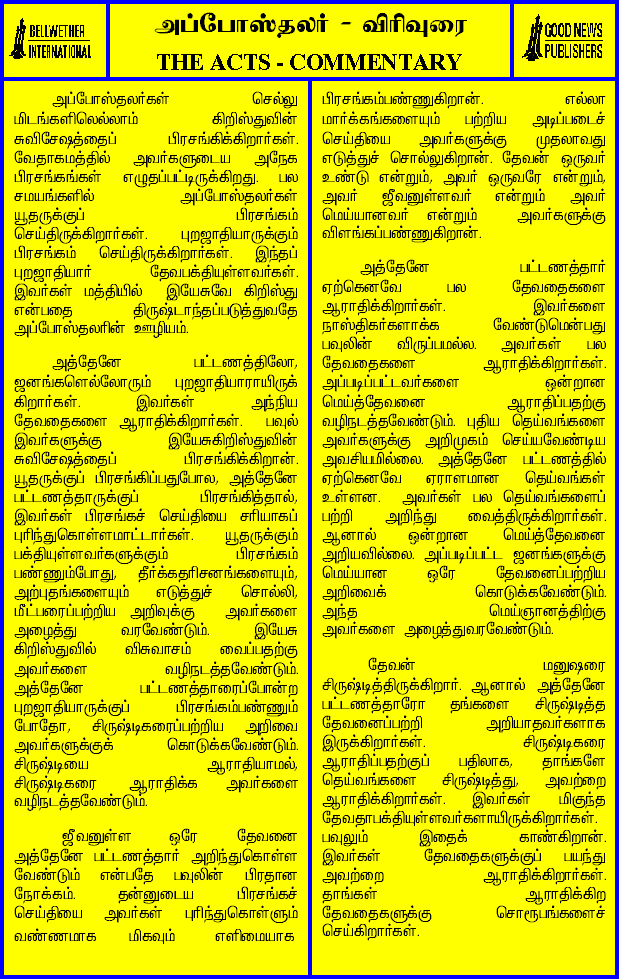 BELLWETHER
INTERNATIONAL
அப்போஸ்தலர் - விரிவுரை
THE ACTS - COMMENTARY
GOOD NEWS
PUBLISHERS
அப்போஸ்தலர்கள் செல்லு
மிடங்களிலெல்லாம் கிறிஸ்துவின்
சுவிசேஷத்தைப் பிரசங்கிக்கிறார்கள்.
வேதாகமத்தில் அவர்களுடைய அநேக
பிரசங்கங்கள் எழுதப்பட்டிருக்கிறது. பல
சமயங்களில் அப்போஸ்தலர்கள்
யூதருக்குப் பிரசங்கம்
செய்திருக்கிறார்கள். புறஜாதியாருக்கும்
பிரசங்கம் செய்திருக்கிறார்கள். இந்தப்
புறஜாதியார் தேவபக்தியுள்ளவர்கள்.
இவர்கள் மத்தியில் இயேசுவே கிறிஸ்து
என்பதை திருஷ்டாந்தப்படுத்துவதே
அப்போஸ்தலரின் ஊழியம்.
அத்தேனே பட்டணத்திலோ,
ஜனங்களெல்லோரும் புறஜாதியாராயிருக்
கிறார்கள். இவர்கள் அந்நிய
தேவதைகளை ஆராதிக்கிறார்கள். பவுல்
இவர்களுக்கு இயேசுகிறிஸ்துவின்
சுவிசேஷத்தைப் பிரசங்கிக்கிறான்.
யூதருக்குப் பிரசங்கிப்பதுபோல, அத்தேனே
பட்டணத்தாருக்குப் பிரசங்கித்தால்,
இவர்கள் பிரசங்கச் செய்தியை சரியாகப்
புரிந்துகொள்ளமாட்டார்கள். யூதருக்கும்
பக்தியுள்ளவர்களுக்கும் பிரசங்கம்
பண்ணும்போது, தீர்க்கதரிசனங்களையும்,
அற்புதங்களையும் எடுத்துச் சொல்லி,
மீட்பரைப்பற்றிய அறிவுக்கு அவர்களை
அழைத்து வரவேண்டும். இயேசு
கிறிஸ்துவில் விசுவாசம் வைப்பதற்கு
அவர்களை வழிநடத்தவேண்டும்.
அத்தேனே பட்டணத்தாரைப்போன்ற
புறஜாதியாருக்குப் பிரசங்கம்பண்ணும்
போதோ, சிருஷ்டிகரைப்பற்றிய அறிவை
அவர்களுக்குக் கொடுக்கவேண்டும்.
சிருஷ்டியை ஆராதியாமல்,
சிருஷ்டிகரை ஆராதிக்க அவர்களை
வழிநடத்தவேண்டும்.
ஜீவனுள்ள ஒரே தேவனை
அத்தேனே பட்டணத்தார் அறிந்துகொள்ள
வேண்டும் என்பதே பவுலின் பிரதான
நோக்கம். தன்னுடைய பிரசங்கச்
செய்தியை அவர்கள் புரிந்துகொள்ளும்
வண்ணமாக மிகவும் எளிமையாக
பிரசங்கம்பண்ணுகிறான். எல்லா
மார்க்கங்களையும் பற்றிய அடிப்படைச்
செய்தியை அவர்களுக்கு முதலாவது
எடுத்துச் சொல்லுகிறான். தேவன் ஒருவர்
உண்டு என்றும், அவர் ஒருவரே என்றும்,
அவர் ஜீவனுள்ளவர் என்றும் அவர்
மெய்யானவர் என்றும் அவர்களுக்கு
விளங்கப்பண்ணுகிறான்.
அத்தேனே பட்டணத்தார்
ஏற்கெனவே பல தேவதைகளை
ஆராதிக்கிறார்கள். இவர்களை
நாஸ்திகர்களாக்க வேண்டுமென்பது
பவுலின் விருப்பமல்ல. அவர்கள் பல
தேவதைகளை ஆராதிக்கிறார்கள்.
அப்படிப்பட்டவர்களை ஒன்றான
மெய்த்தேவனை ஆராதிப்பதற்கு
வழிநடத்தவேண்டும். புதிய தெய்வங்களை
அவர்களுக்கு அறிமுகம் செய்யவேண்டிய
அவசியமில்லை. அத்தேனே பட்டணத்தில்
ஏற்கெனவே ஏராளமான தெய்வங்கள்
உள்ளன. அவர்கள் பல தெய்வங்களைப்
பற்றி அறிந்து வைத்திருக்கிறார்கள்.
ஆனால் ஒன்றான மெய்த்தேவனை
அறியவில்லை. அப்படிப்பட்ட ஜனங்களுக்கு
மெய்யான ஒரே தேவனைப்பற்றிய
அறிவைக் கொடுக்கவேண்டும்.
அந்த மெய்ஞானத்திற்கு
அவர்களை அழைத்துவரவேண்டும்.
தேவன் மனுஷரை
சிருஷ்டித்திருக்கிறார். ஆனால் அத்தேனே
பட்டணத்தாரோ தங்களை சிருஷ்டித்த
தேவனைப்பற்றி அறியாதவர்களாக
இருக்கிறார்கள். சிருஷ்டிகரை
ஆராதிப்பதற்குப் பதிலாக, தாங்களே
தெய்வங்களை சிருஷ்டித்து, அவற்றை
ஆராதிக்கிறார்கள். இவர்கள் மிகுந்த
தேவதாபக்தியுள்ளவர்களாயிருக்கிறார்கள்.
பவுலும் இதைக் காண்கிறான்.
இவர்கள் தேவதைகளுக்குப் பயந்து
அவற்றை ஆராதிக்கிறார்கள்.
தாங்கள் ஆராதிக்கிற
தேவதைகளுக்கு சொரூபங்களைச்
செய்கிறார்கள்.